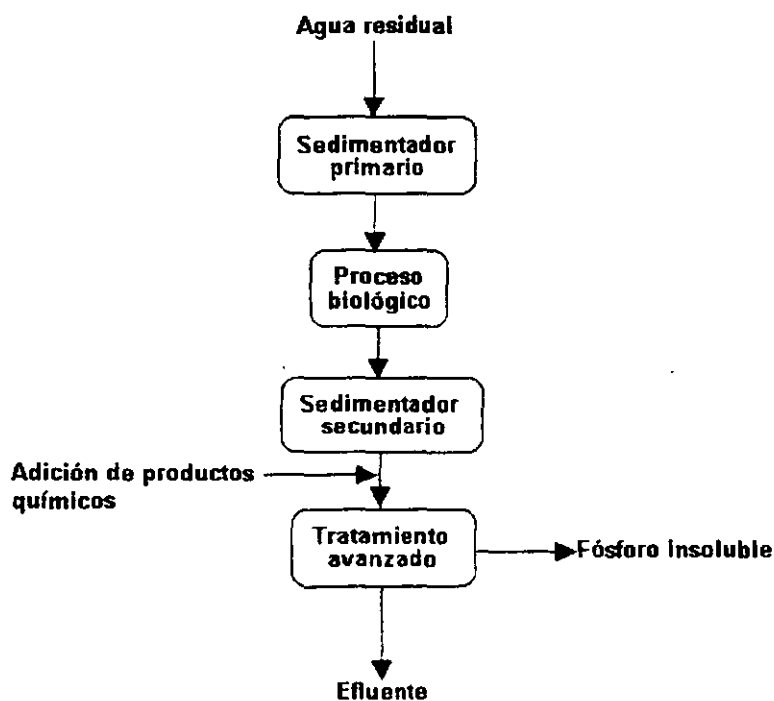 Agua residual
Sedimentador
primario
Proceso
biológico
Sedimentador
secundario
Adición de productos
químicos
Tratamiento
avanzado
Fósforo insoluble
Efluente